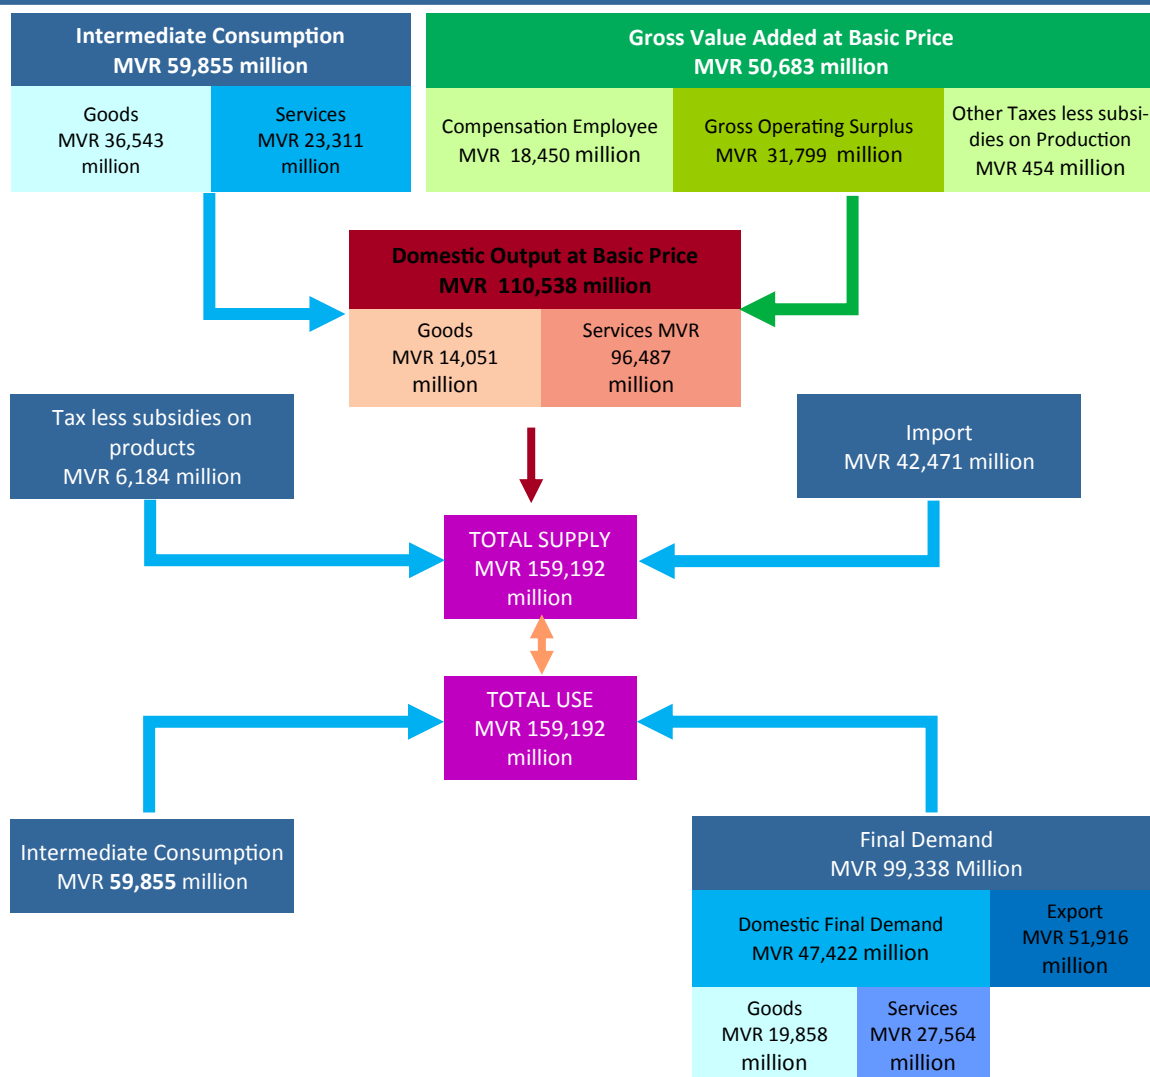 Intermediate Consumption
MVR 59,855 million
Goods
MVR 36,543
million
Services
MVR 23,311
million
Gross Value Added at Basic Price
MVR 50,683 million
Compensation Employee
MVR 18,450 million
Gross Operating Surplus
MVR 31,799 million
Other Taxes less subsi-
dies on Production
MVR 454 million
Domestic Output at Basic Price
MVR 110,538 million
Goods
MVR 14,051
million
Services MVR
96,487
million
Tax less subsidies on
products
MVR 6,184 million
Import
MVR 42,471 million
TOTAL SUPPLY
MVR 159,192
million
TOTAL USE
MVR 159,192
million
Intermediate Consumption
MVR 59,855 million
Final Demand
MVR 99,338 Million
Domestic Final Demand
MVR 47,422 million
Export
MVR 51,916
million
Goods
MVR 19,858
million
Services
MVR 27,564
million